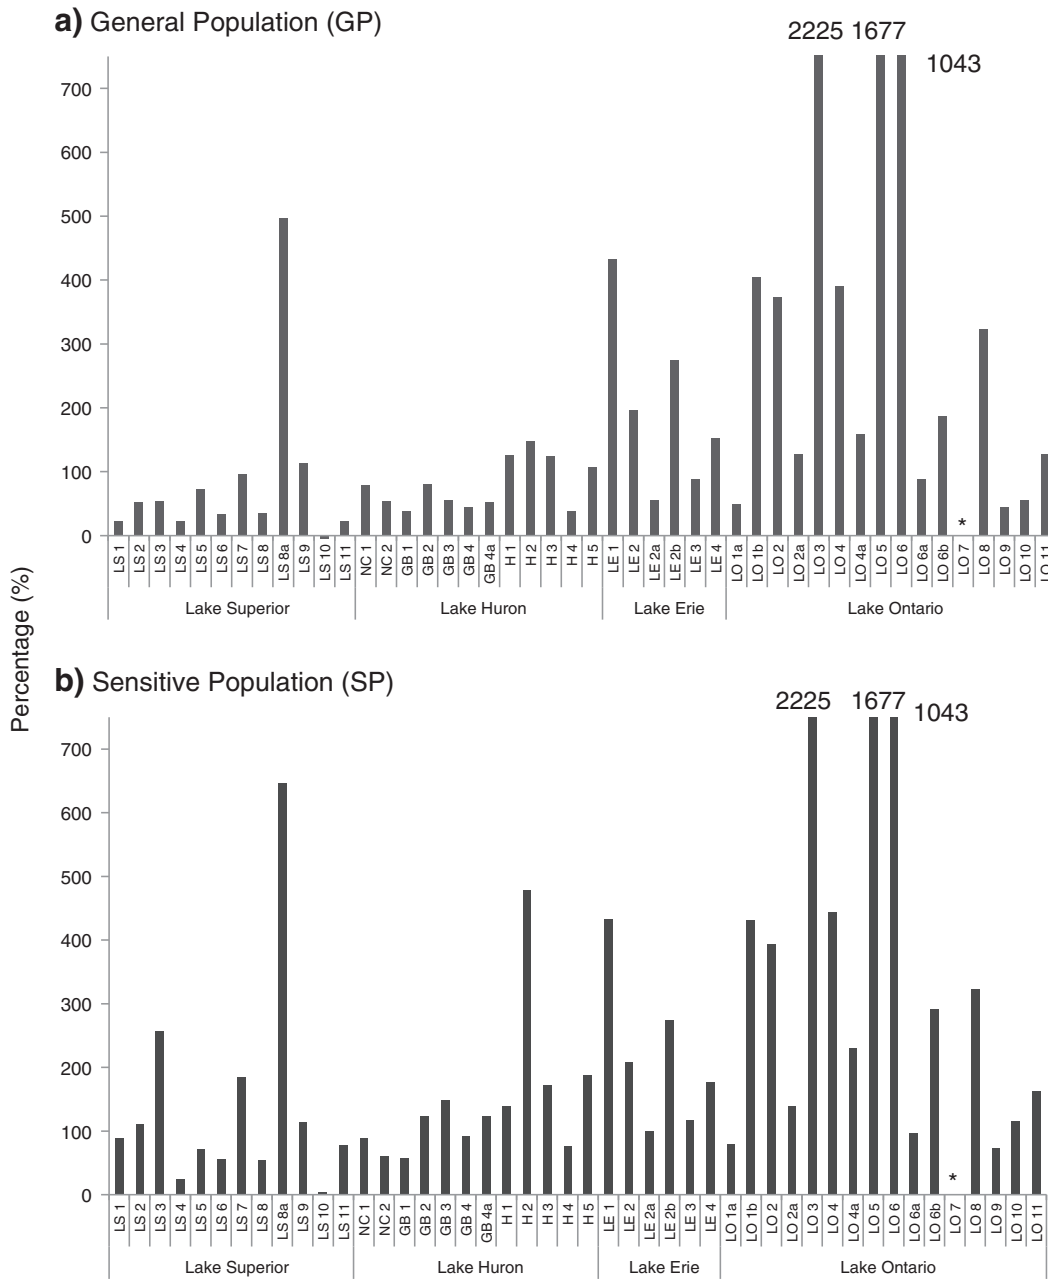 a) General Population (GP)
2225 1677
1043
700
600
500
400
300
200
100
0
LS 1 LS 2 LS 3 LS 4 LS 5 LS 6 LS 7 LS 8 LS 8a LS 9 LS 10 LS 11 NC 1 NC 2 GB 1 GB 2 GB 3 GB 4 GB 4a H 1 H 2 H 3 H 4 H 5 LE 1 LE 2 LE 2a LE 2b LE 3 LE 4 LO 1a LO 1b LO 2 LO 2a LO 3 LO 4 LO 4a LO 5 LO 6 LO 6a LO 6b LO 7 * LO 8 LO 9 LO 10 LO 11
Lake Superior Lake Huron Lake Erie Lake Ontario
Percentage (%)
b) Sensitive Population (SP)
2225 1677 1043
700
600
500
400
300
200
100
0
LS 1 LS 2 LS 3 LS 4 LS 5 LS 6 LS 7 LS 8 LS 8a LS 9 LS 10 LS 11 NC 1 NC 2 GB 1 GB 2 GB 3 GB 4 GB 4a H 1 H 2 H 3 H 4 H 5 LE 1 LE 2 LE 2a LE 2b LE 3 LE 4 LO 1a LO 1b LO 2 LO 2a LO 3 LO 4 LO 4a LO 5 LO 6 LO 6a LO 6b LO 7 * LO 8 LO 9 LO 10 LO 11
Lake Superior Lake Huron Lake Erie Lake Ontario